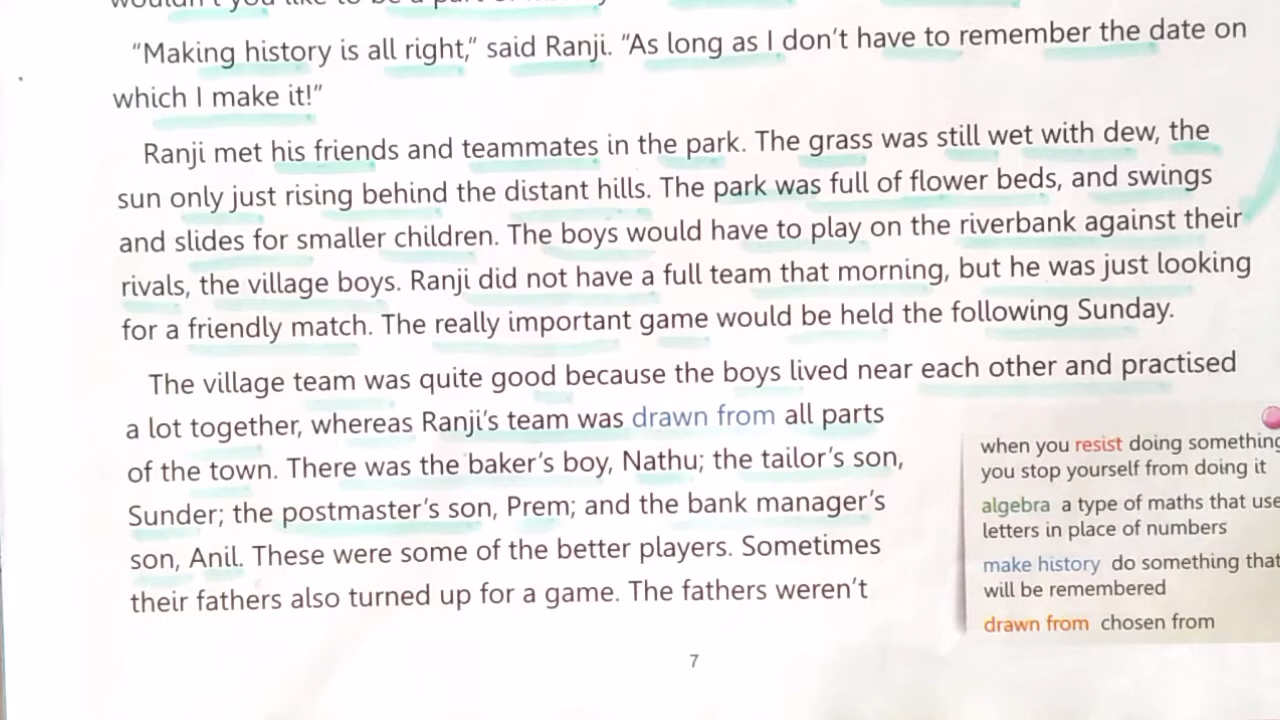 wouldn't you like to be a part of
"Making history is all right," said Ranji. "As long as I don't have to remember the date on
which I make it!"
Ranji met his friends and teammates in the park. The grass was still wet with dew, the
sun only just rising behind the distant hills. The park was full of flower beds, and swings
and slides for smaller children. The boys would have to play on the riverbank against their
rivals, the village boys. Ranji did not have a full team that morning, but he was just looking
for a friendly match. The really important game would be held the following Sunday.
The village team was quite good because the boys lived near each other and practised
a lot together, whereas Ranji's team was drawn from all parts
of the town. There was the baker's boy, Nathu; the tailor's son,
Sunder; the postmaster's son, Prem; and the bank manager's
son, Anil. These were some of the better players. Sometimes
their fathers also turned up for a game. The fathers weren't
when you resist doing something
you stop yourself from doing it
algebra a type of maths that use
letters in place of numbers
make history do something that
will be remembered
drawn from chosen from
7